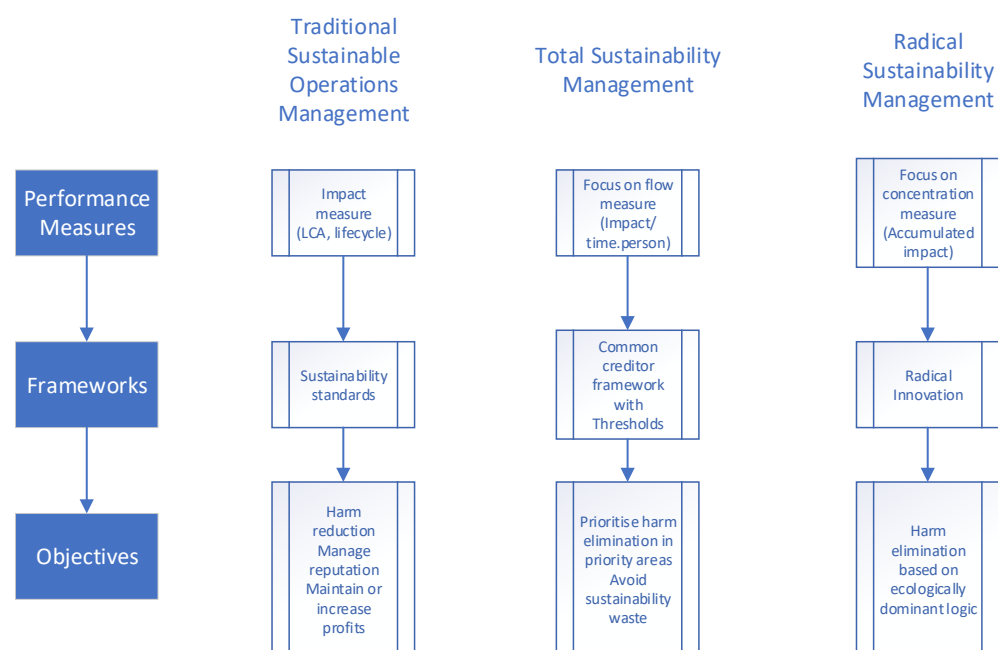 Traditional
Sustainable
Operations
Management
Total Sustainability
Management
Radical
Sustainability
Management
Performance
Measures
Impact
measure
(LCA, lifecycle)
Focus on flow
measure
(Impact/
time.person)
Focus on
concentration
measure
(Accumulated
impact)
Frameworks
Sustainability
standards
Common
creditor
framework
with
Thresholds
Radical
Innovation
Objectives
Harm
reduction
Manage
reputation
Maintain or
increase
profits
Prioritise harm
elimination in
priority areas
Avoid
sustainability
waste
Harm
elimination
based on
ecologically
dominant logic